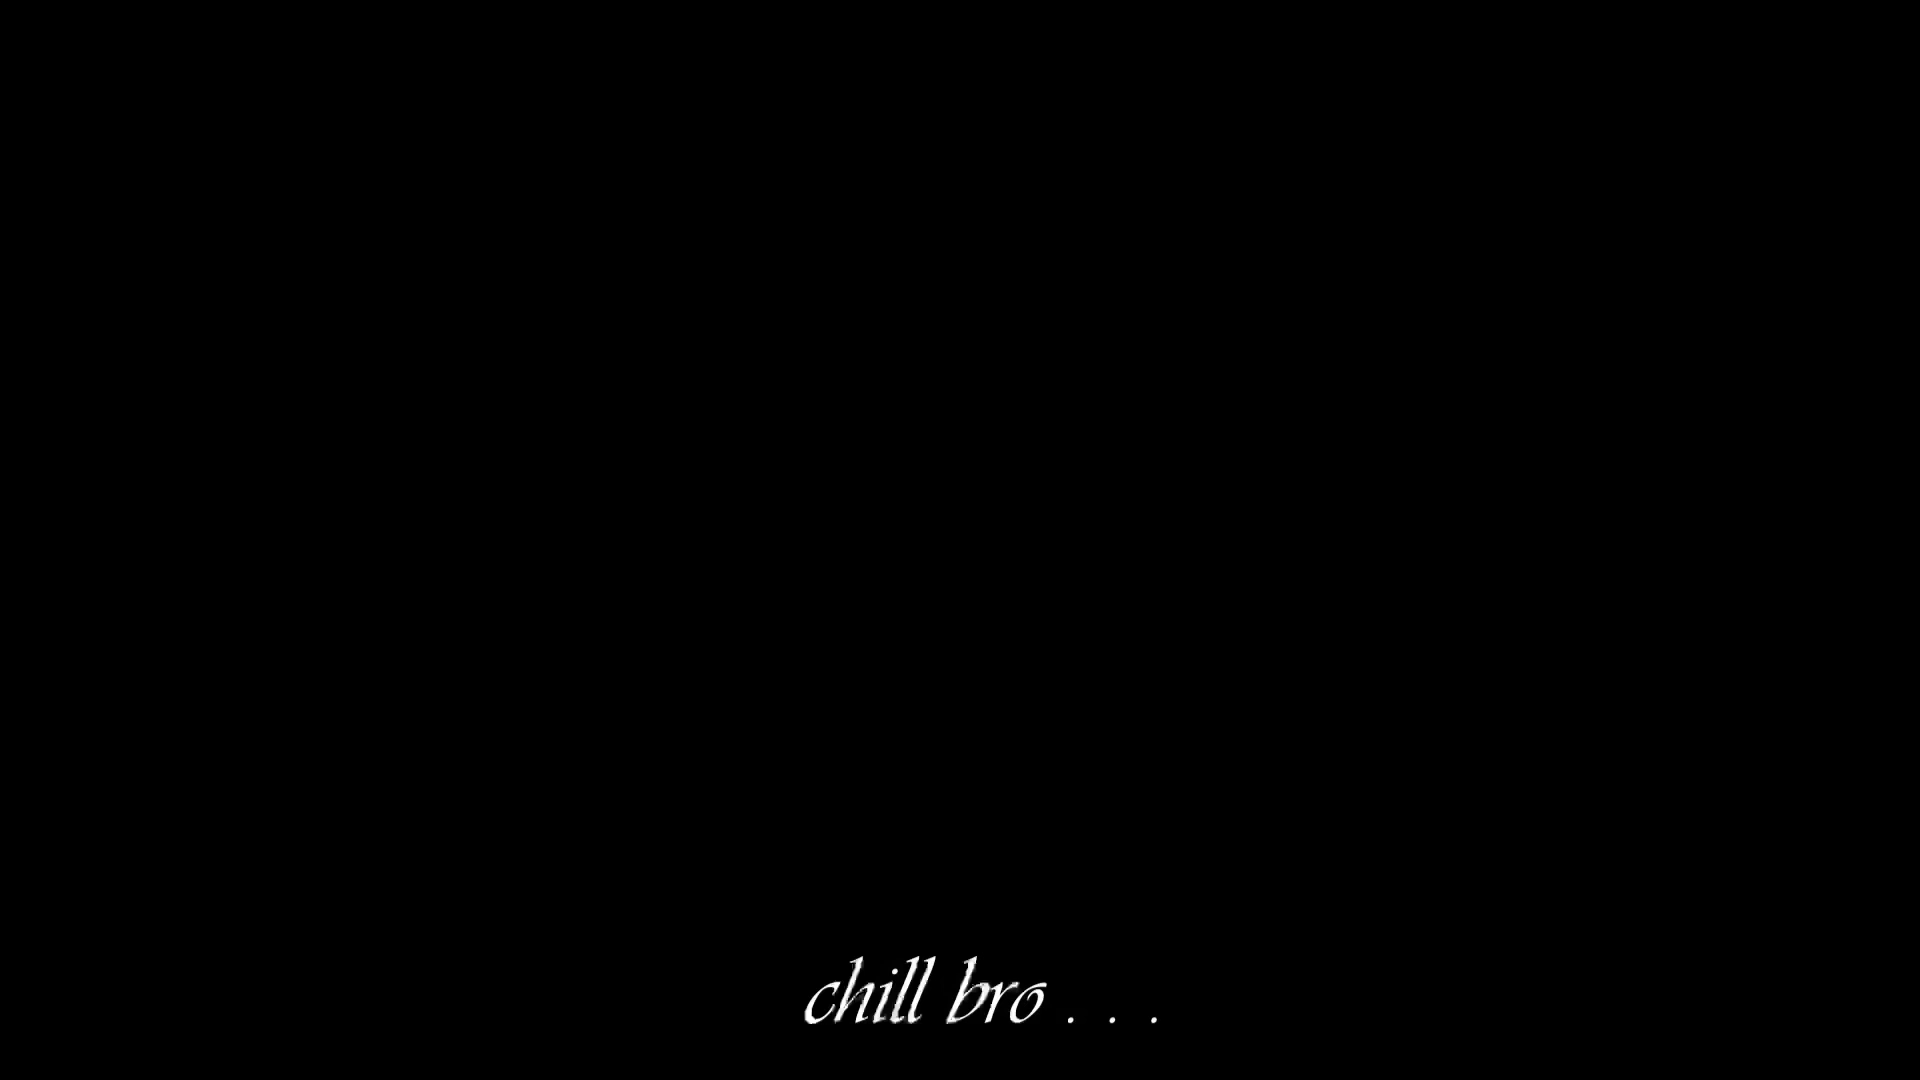 chill bro . . .